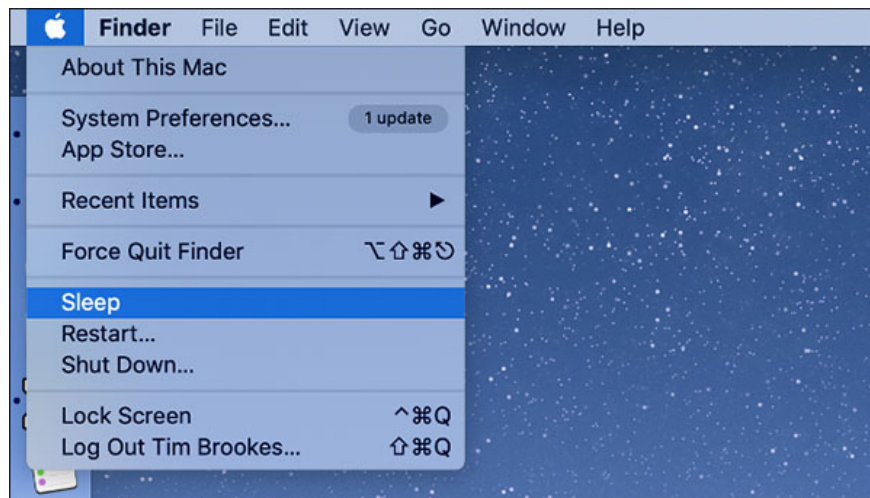 Finder File Edit View Go Window Help
About This Mac
System Preferences... 1 update
App Store...
Recent Items ▶
Force Quit Finder ⌥⇧⌘⎋
Sleep
Restart...
Shut Down...
Lock Screen ^⌘Q
Log Out Tim Brookes... ⇧⌘Q